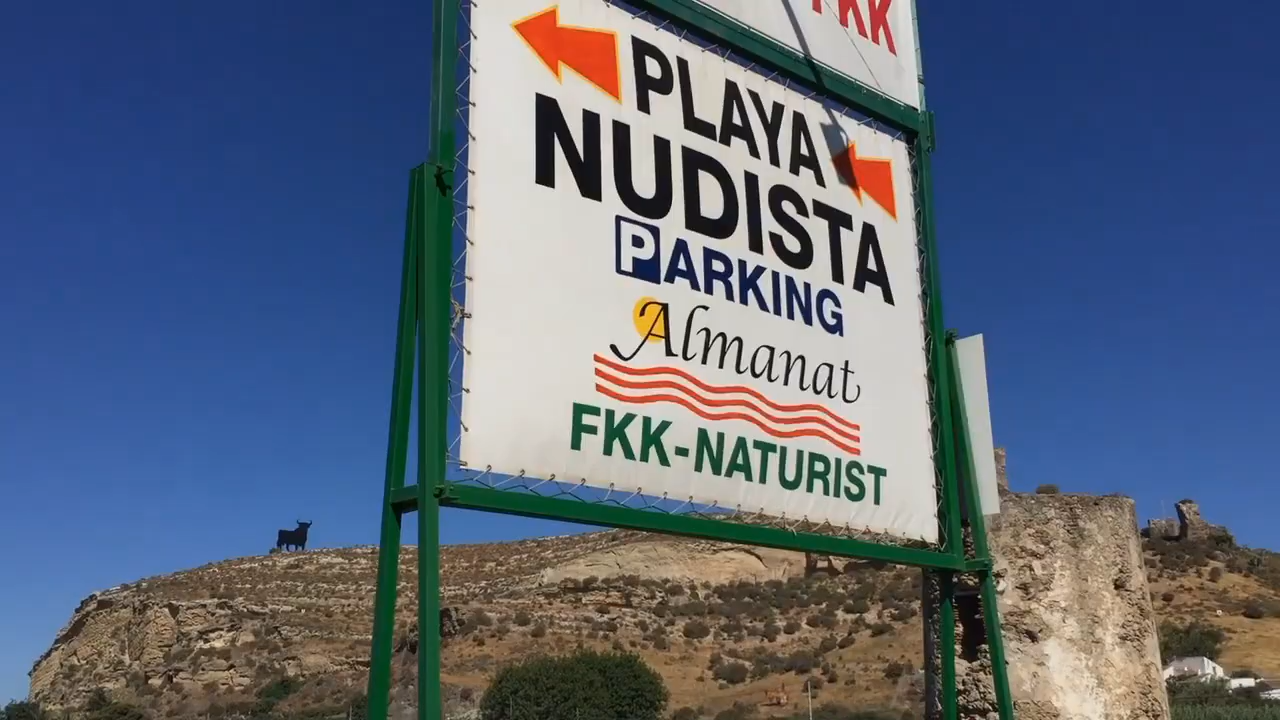 FKK
PLAYA
NUDISTA
PARKING
Almanat
FKK-NATURIST